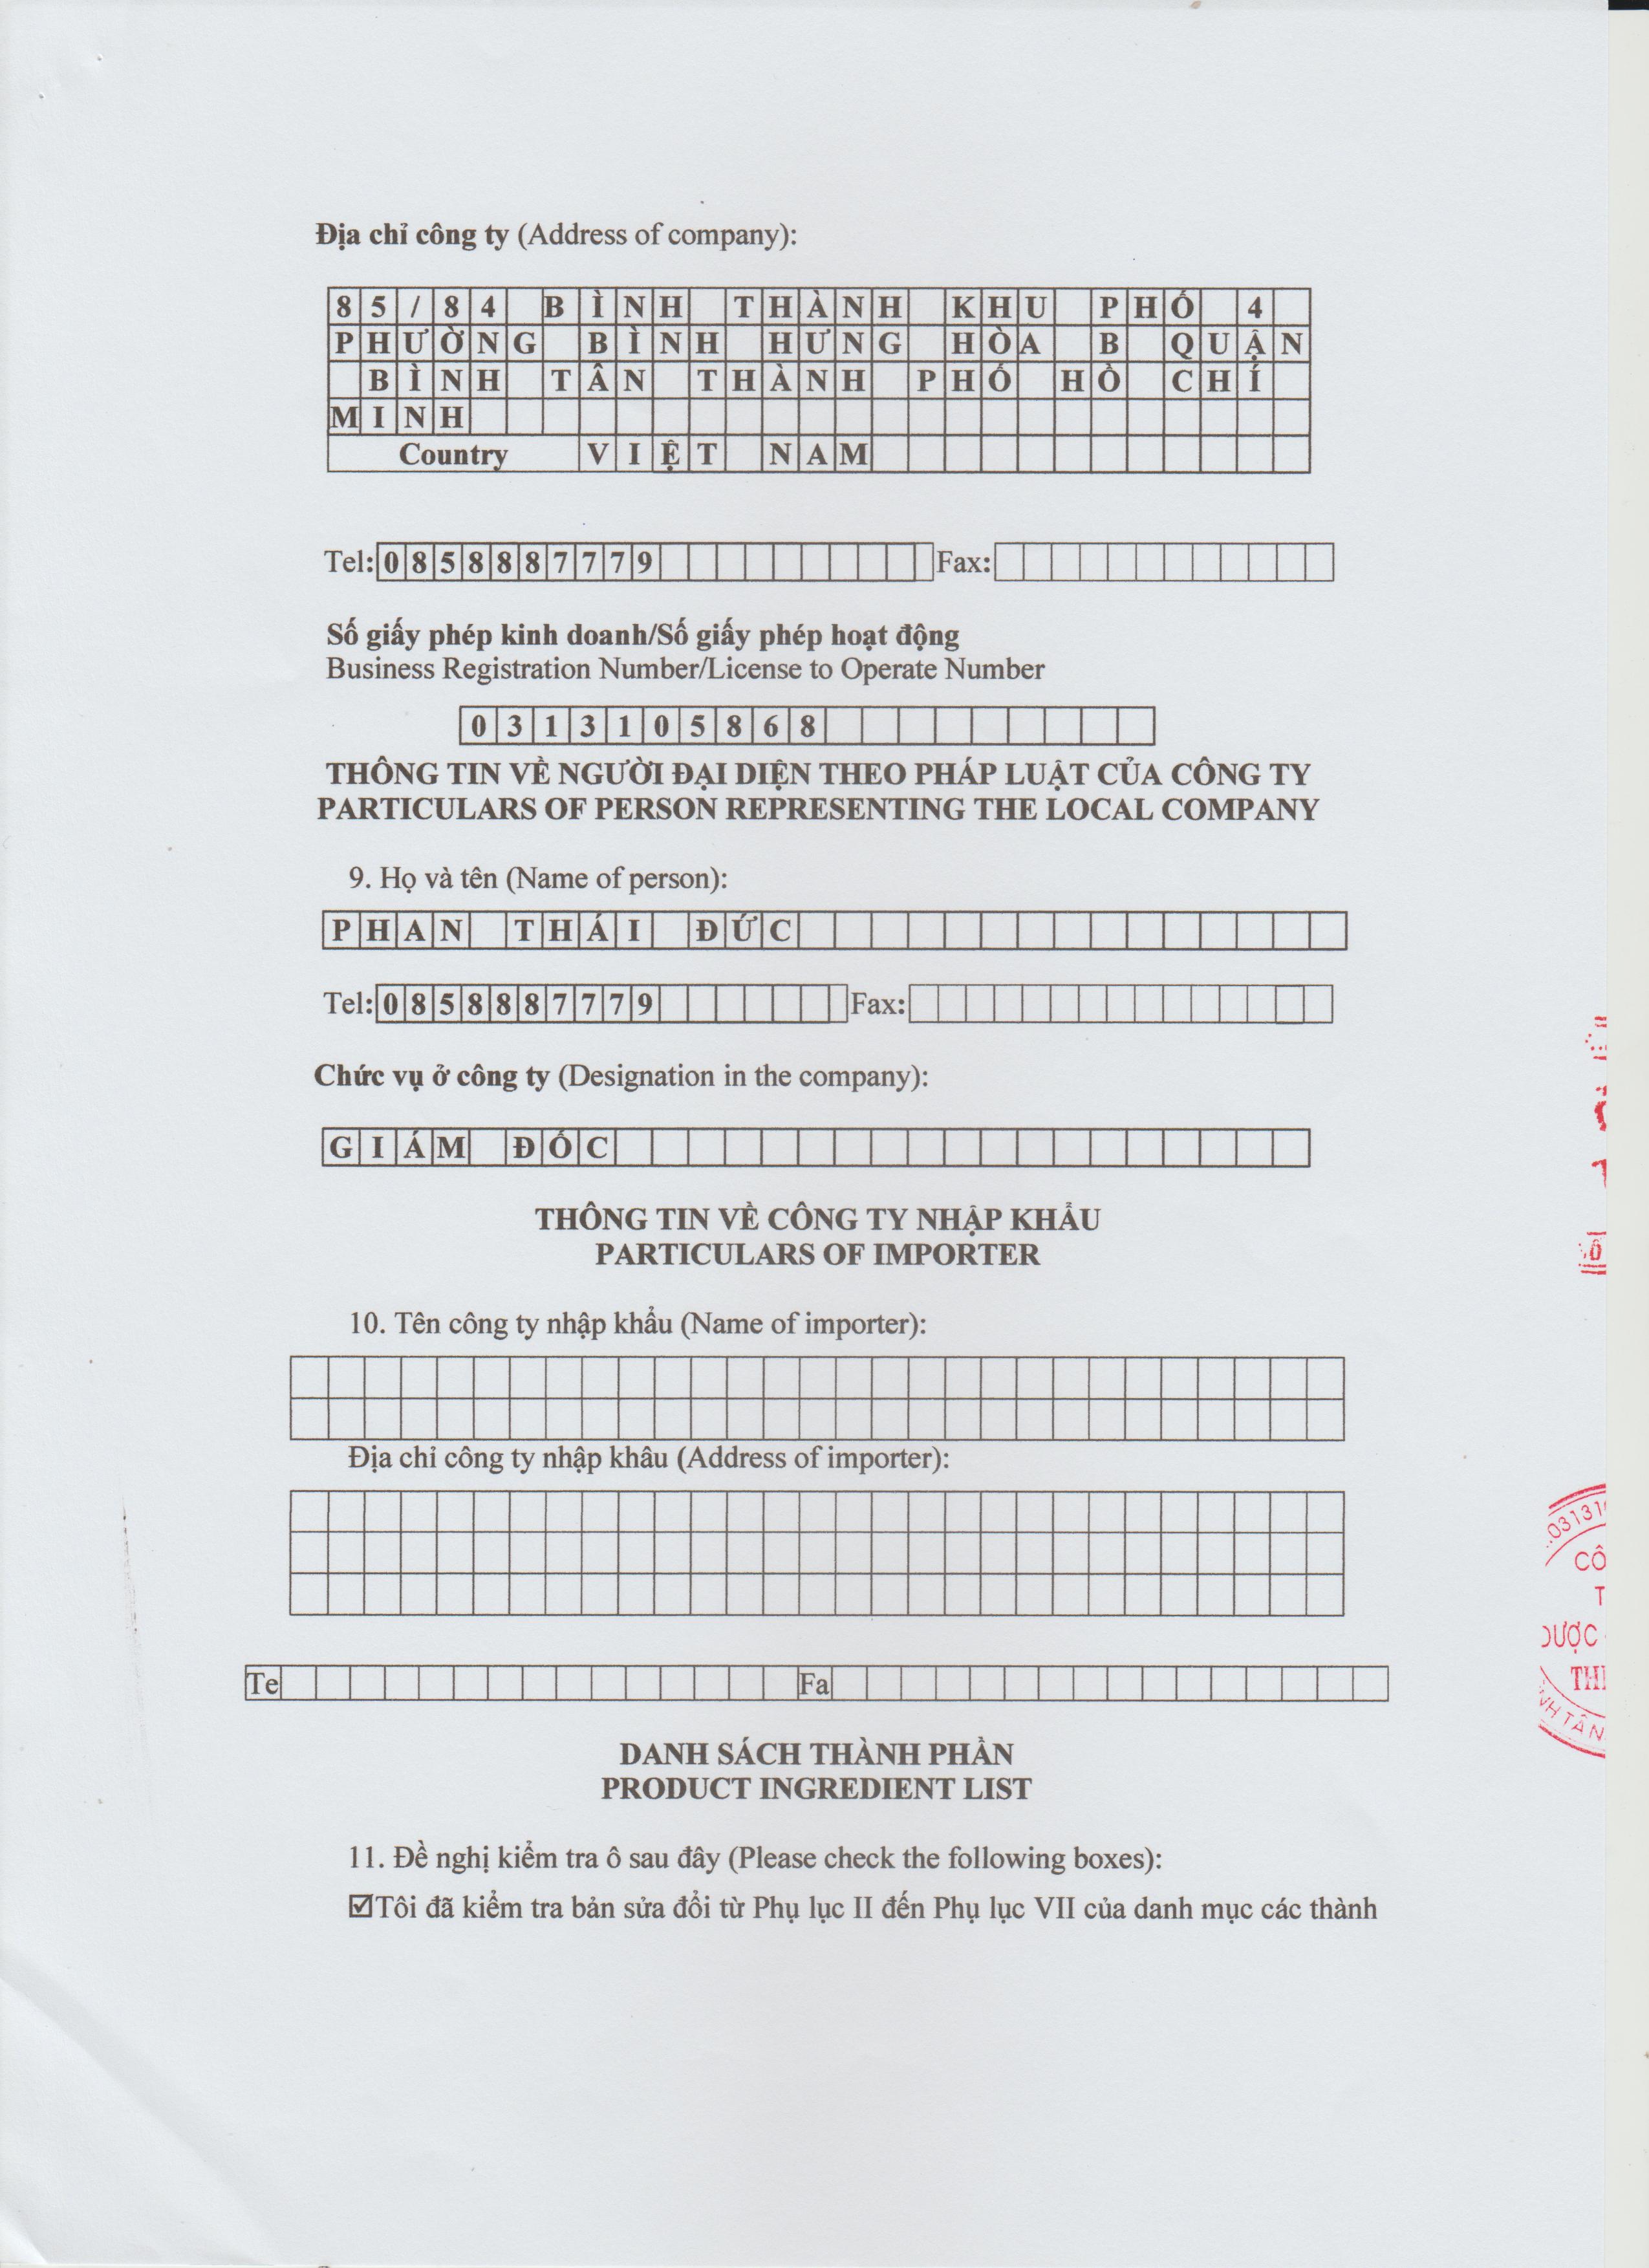 Địa chỉ công ty (Address of company):
85/84 BÌNH THÀNH KHU PHỐ 4
PHƯỜNG BÌNH HƯNG HÒA B QUẬN
BÌNH TÂN THÀNH PHỐ HỒ CHÍ
MINH
Country VIỆT NAM
Tel: 0858887779 Fax:
Số giấy phép kinh doanh/Số giấy phép hoạt động
Business Registration Number/License to Operate Number
0313105868
THÔNG TIN VỀ NGƯỜI ĐẠI DIỆN THEO PHÁP LUẬT CỦA CÔNG TY
PARTICULARS OF PERSON REPRESENTING THE LOCAL COMPANY
9. Họ và tên (Name of person):
PHAN THÁI ĐỨC
Tel: 0858887779 Fax:
Chức vụ ở công ty (Designation in the company):
GIÁM ĐỐC
THÔNG TIN VỀ CÔNG TY NHẬP KHẨU
PARTICULARS OF IMPORTER
10. Tên công ty nhập khẩu (Name of importer):
Địa chỉ công ty nhập khâu (Address of importer):
Te Fa
DANH SÁCH THÀNH PHẦN
PRODUCT INGREDIENT LIST
11. Đề nghị kiểm tra ô sau đây (Please check the following boxes):
☑Tôi đã kiểm tra bản sửa đổi từ Phụ lục II đến Phụ lục VII của danh mục các thành
03131
CÔ
T
DƯỢC
TH
NH TÂN